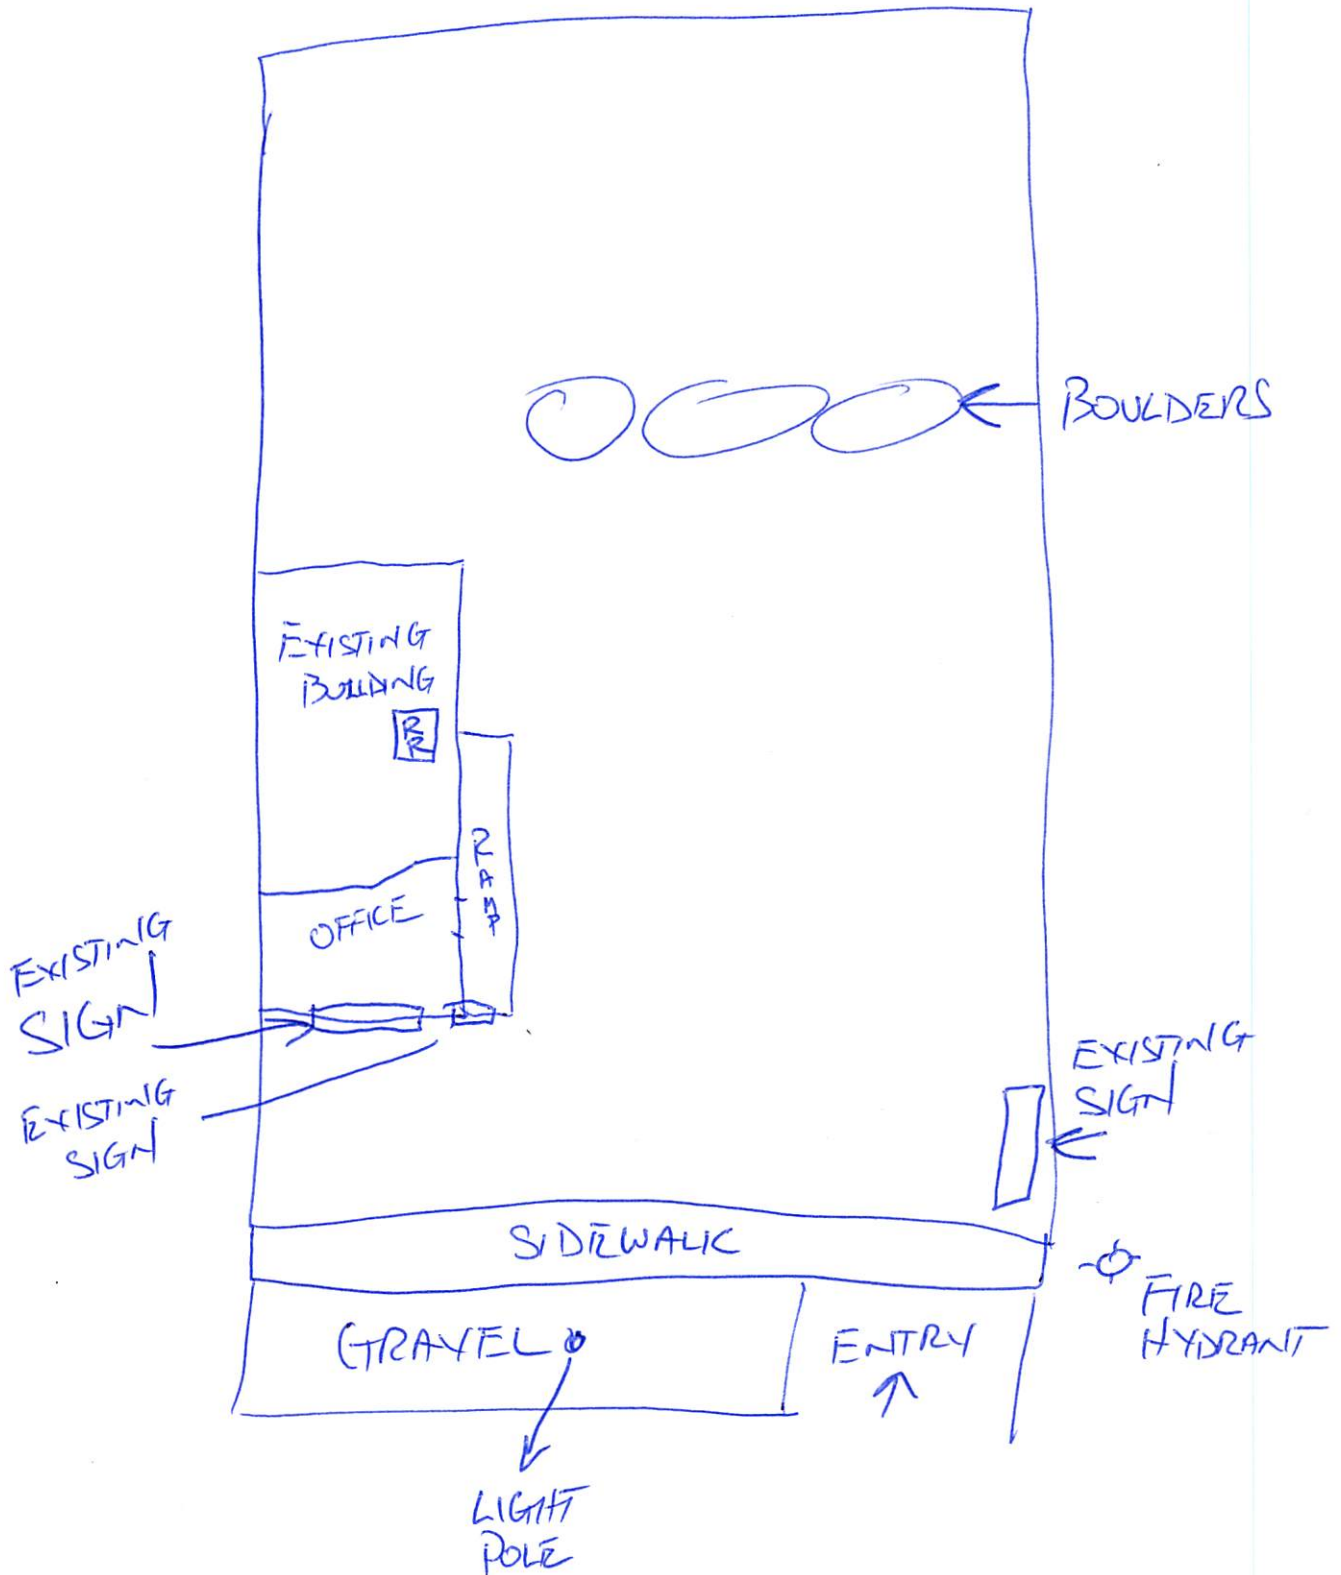 BOULDERS
EXISTING
BUILDING
RR
RAMP
OFFICE
EXISTING
SIGN
EXISTING
SIGN
EXISTING
SIGN
SIDEWALK
FIRE
HYDRANT
GRAVEL
ENTRY
LIGHT
POLE